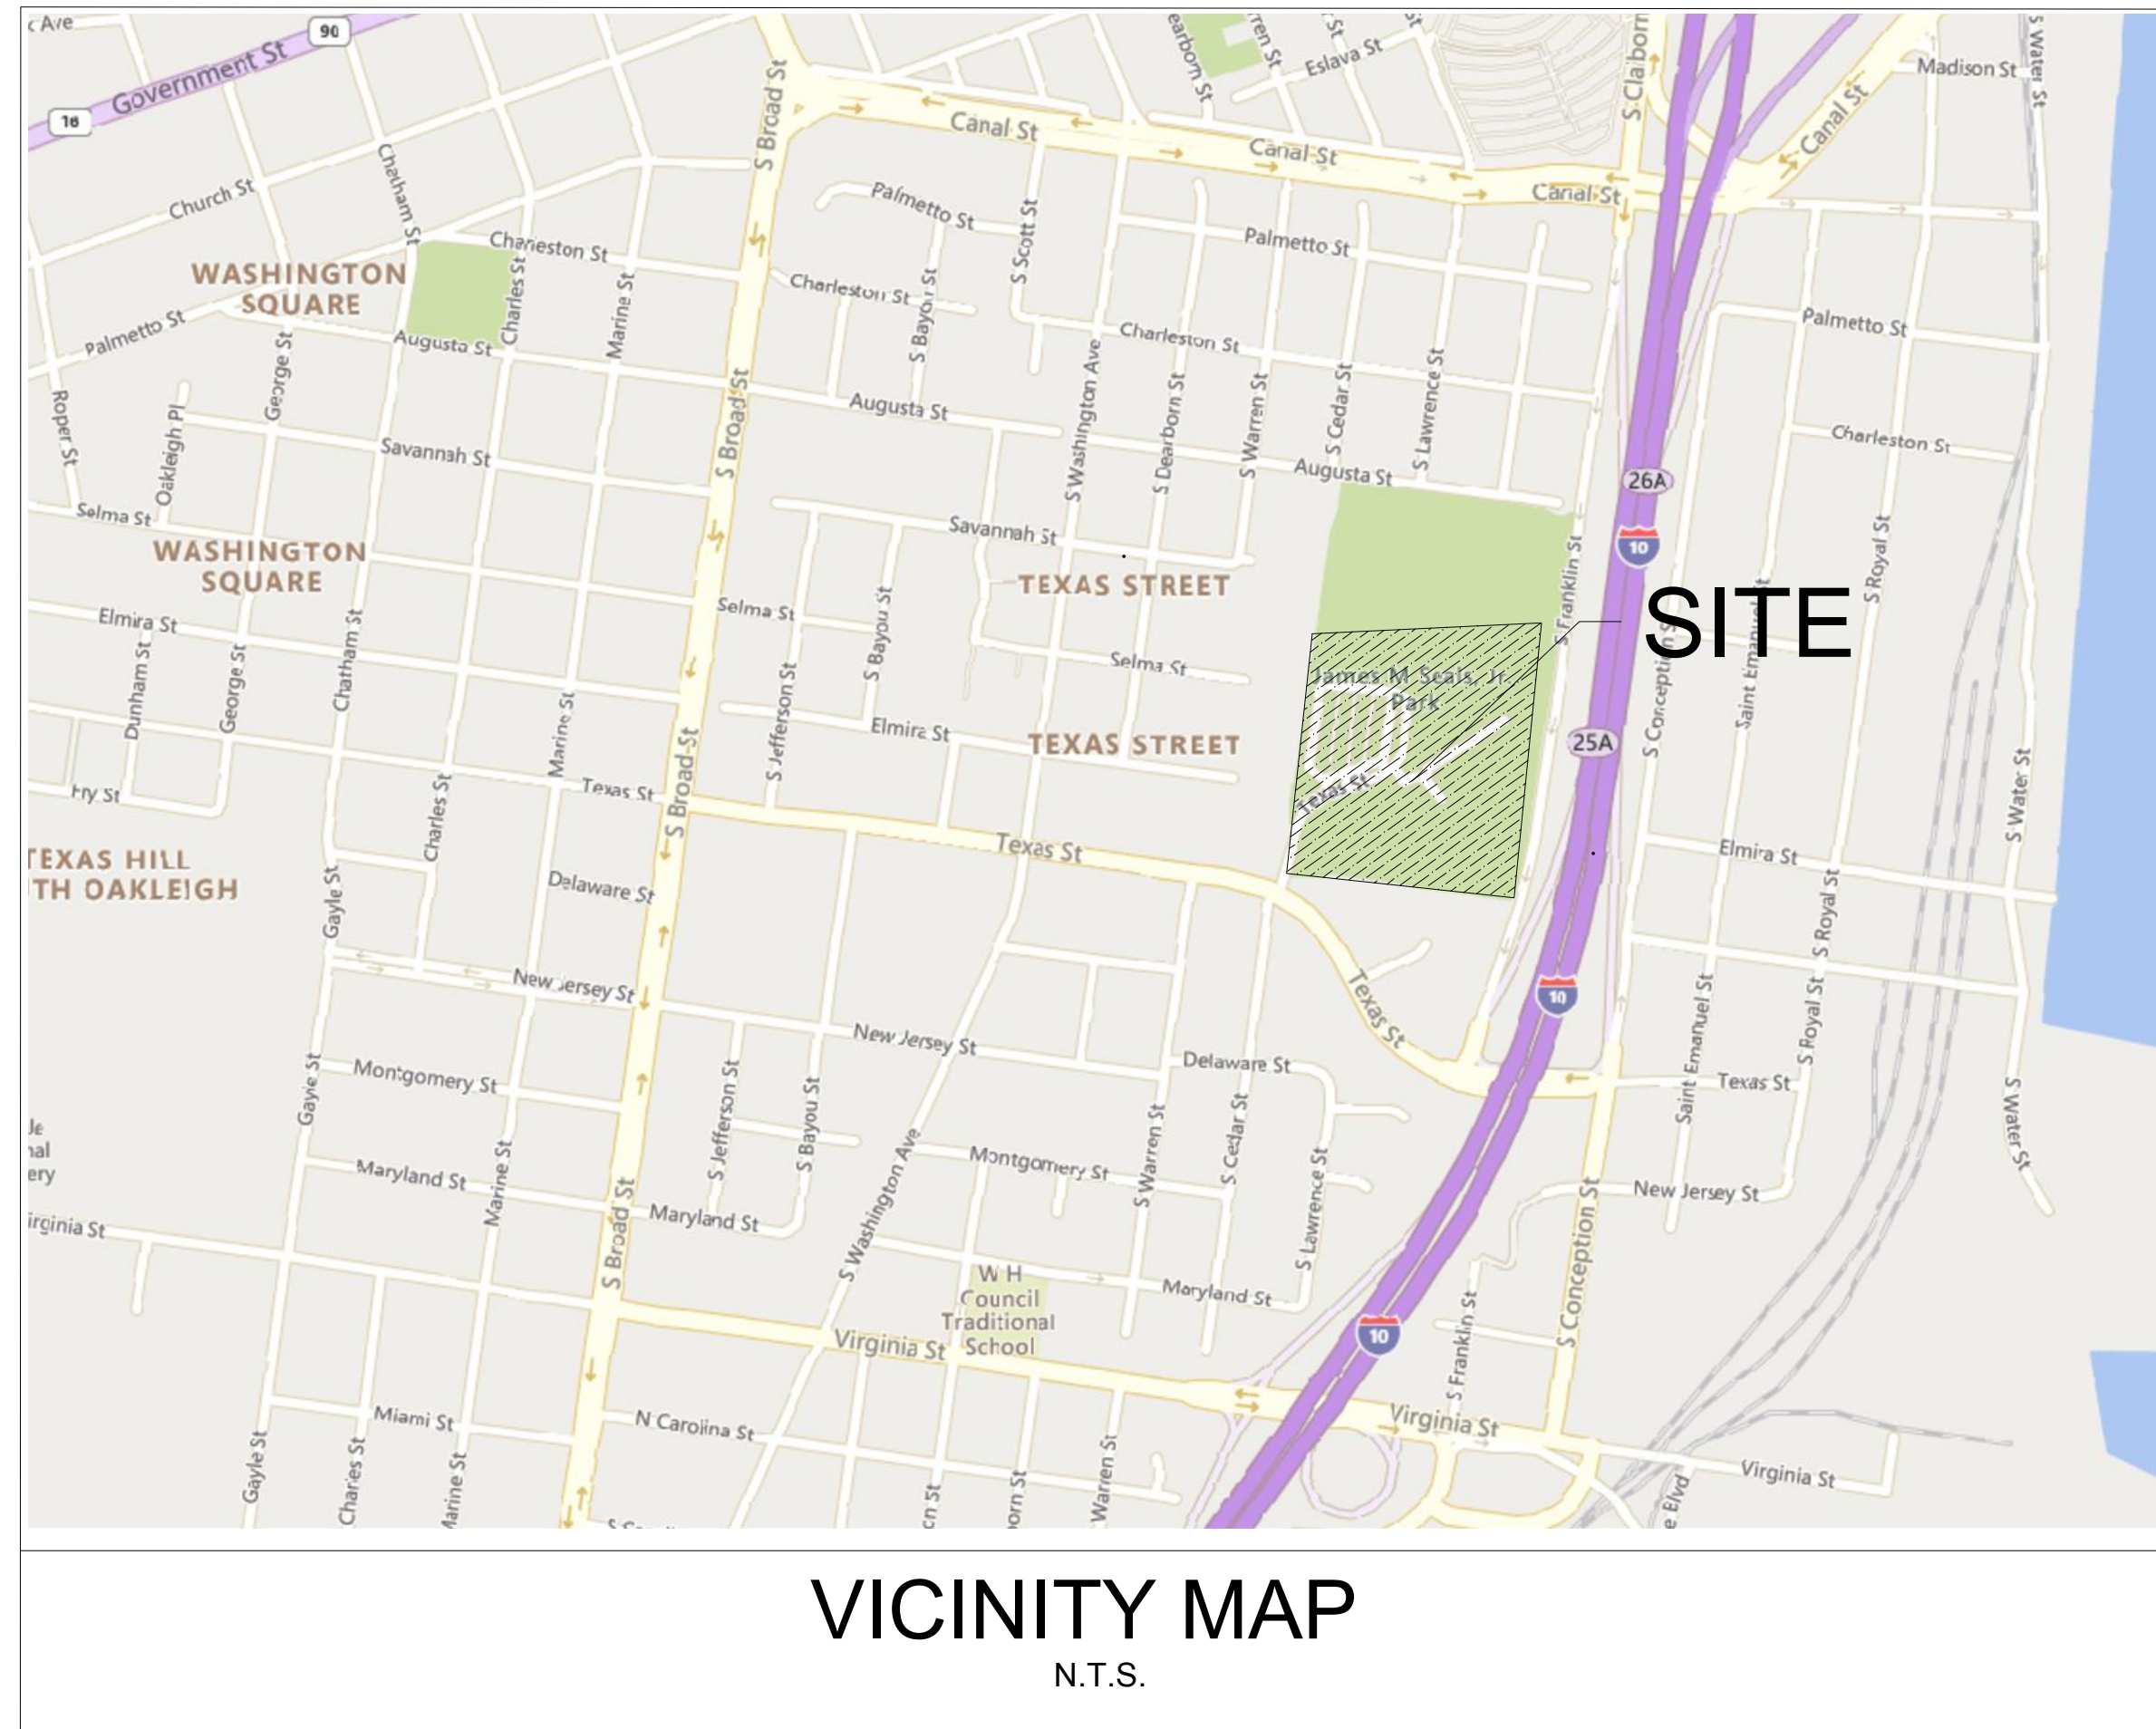 Government St
90
16
Church St
Chatham St
S Broad St
Canal St
Canal St
Canal St
Canal St
Eslava St
Madison St
S Water St
WASHINGTON
SQUARE
Charleston St
Charles St
Marine St
Palmetto St
Palmetto St
S Scott St
Palmetto St
Charleston St
S Bayou St
Charleston St
Palmetto St
Augusta St
George St
Roper St
Oakleigh Pl
Savannah St
S Broad St
Augusta St
S Washington Ave
S Dearborn St
S Warren St
S Cedar St
S Lawrence St
Augusta St
Charleston St
26A
10
Selma St
WASHINGTON
SQUARE
Savannah St
TEXAS STREET
S Franklin St
S Royal St
SITE
Elmira St
Dunham St
George St
Chatham St
Selma St
S Bayou St
Selma St
James M Seals, Jr.
Park
Texas St
S Conception St
Saint Emanuel St
25A
Marine St
S Jefferson St
Elmira St
TEXAS STREET
S Broad St
Texas St
Fry St
Charles St
Texas St
S Water St
Elmira St
TEXAS HILL
TH OAKLEIGH
Gayle St
Delaware St
S Royal St
New Jersey St
Texas St
10
New Jersey St
Saint Emanuel St
S Royal St
Montgomery St
Gayle St
S Jefferson St
S Bayou St
Delaware St
Texas St
S Water St
Maryland St
Marine St
S Broad St
Maryland St
S Washington Ave
Montgomery St
S Warren St
S Cedar St
S Lawrence St
New Jersey St
S Conception St
irginia St
W H
Council
Traditional
School
Maryland St
Virginia St
10
S Franklin St
Virginia St
Virginia St
Miami St
N Carolina St
Gayle St
Charles St
Marine St
Warren St
e Blvd
VICINITY MAP
N.T.S.